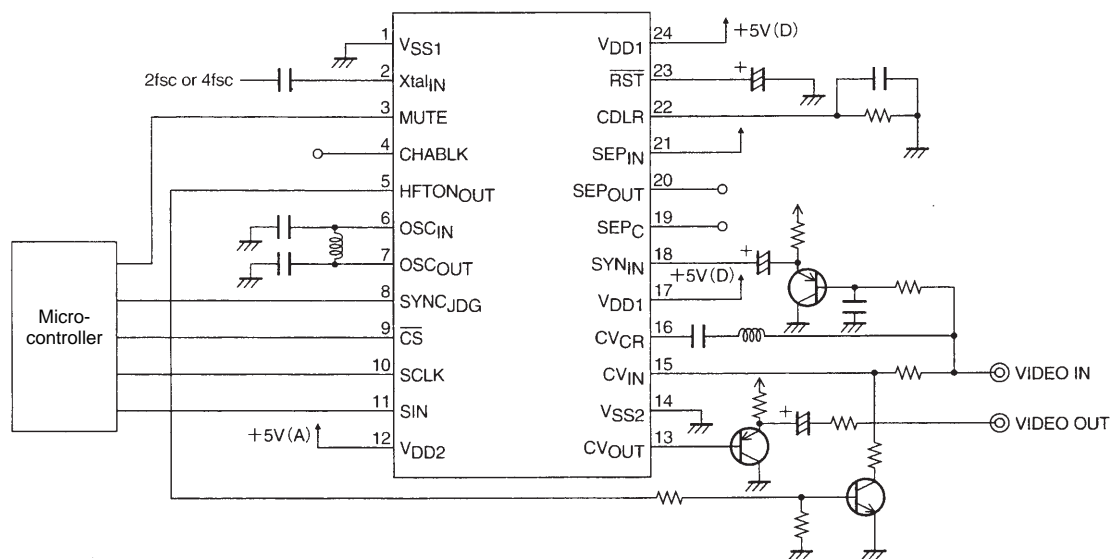 1 VSS1
2 XtalIN
3 MUTE
4 CHABLK
5 HFTONOUT
6 OSCIN
7 OSCOUT
8 SYNCJDG
9 CS
10 SCLK
11 SIN
12 VDD2
2fsc or 4fsc
Micro-
controller
+5V(A)
VDD1 24
RST 23
CDLR 22
SEPIN 21
SEPOUT 20
SEPC 19
SYNIN 18
VDD1 17
CVCR 16
CVIN 15
VSS2 14
CVOUT 13
+5V(D)
+
+
+5V(D)
+
VIDEO IN
VIDEO OUT